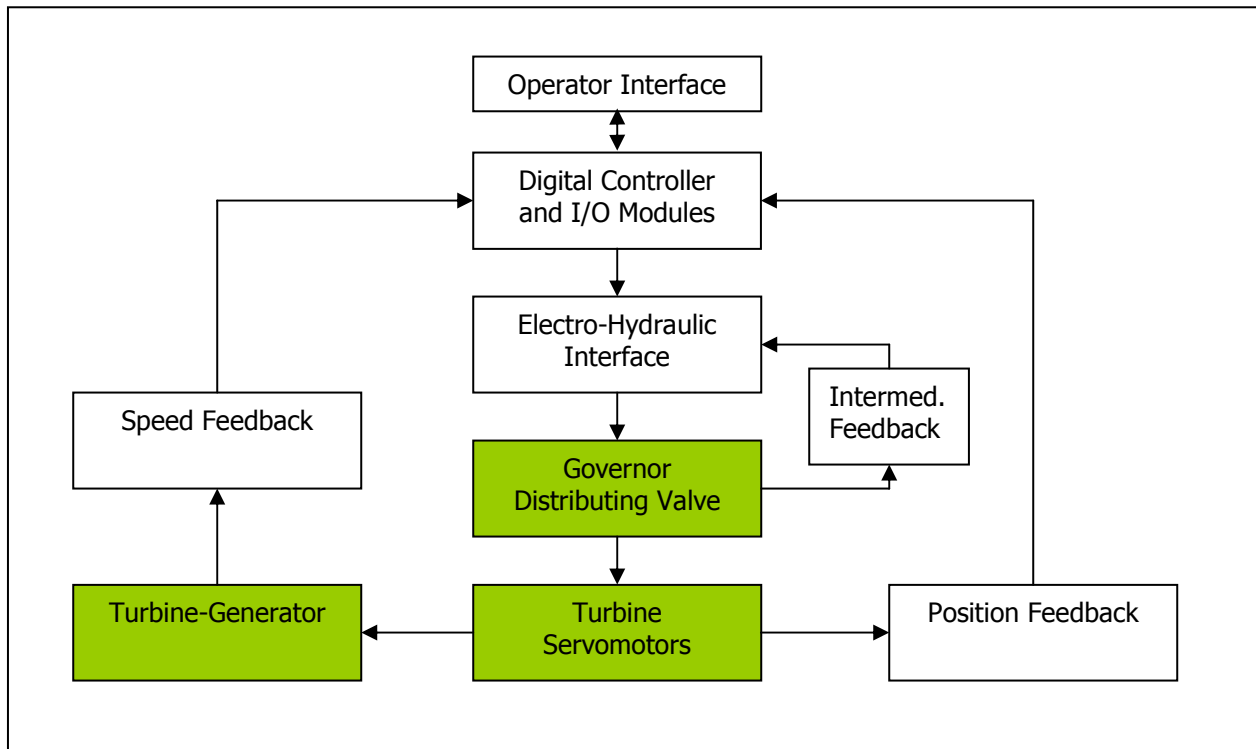 Operator Interface
Digital Controller
and I/O Modules
Electro-Hydraulic
Interface
Speed Feedback
Intermed.
Feedback
Governor
Distributing Valve
Turbine-Generator
Turbine
Servomotors
Position Feedback